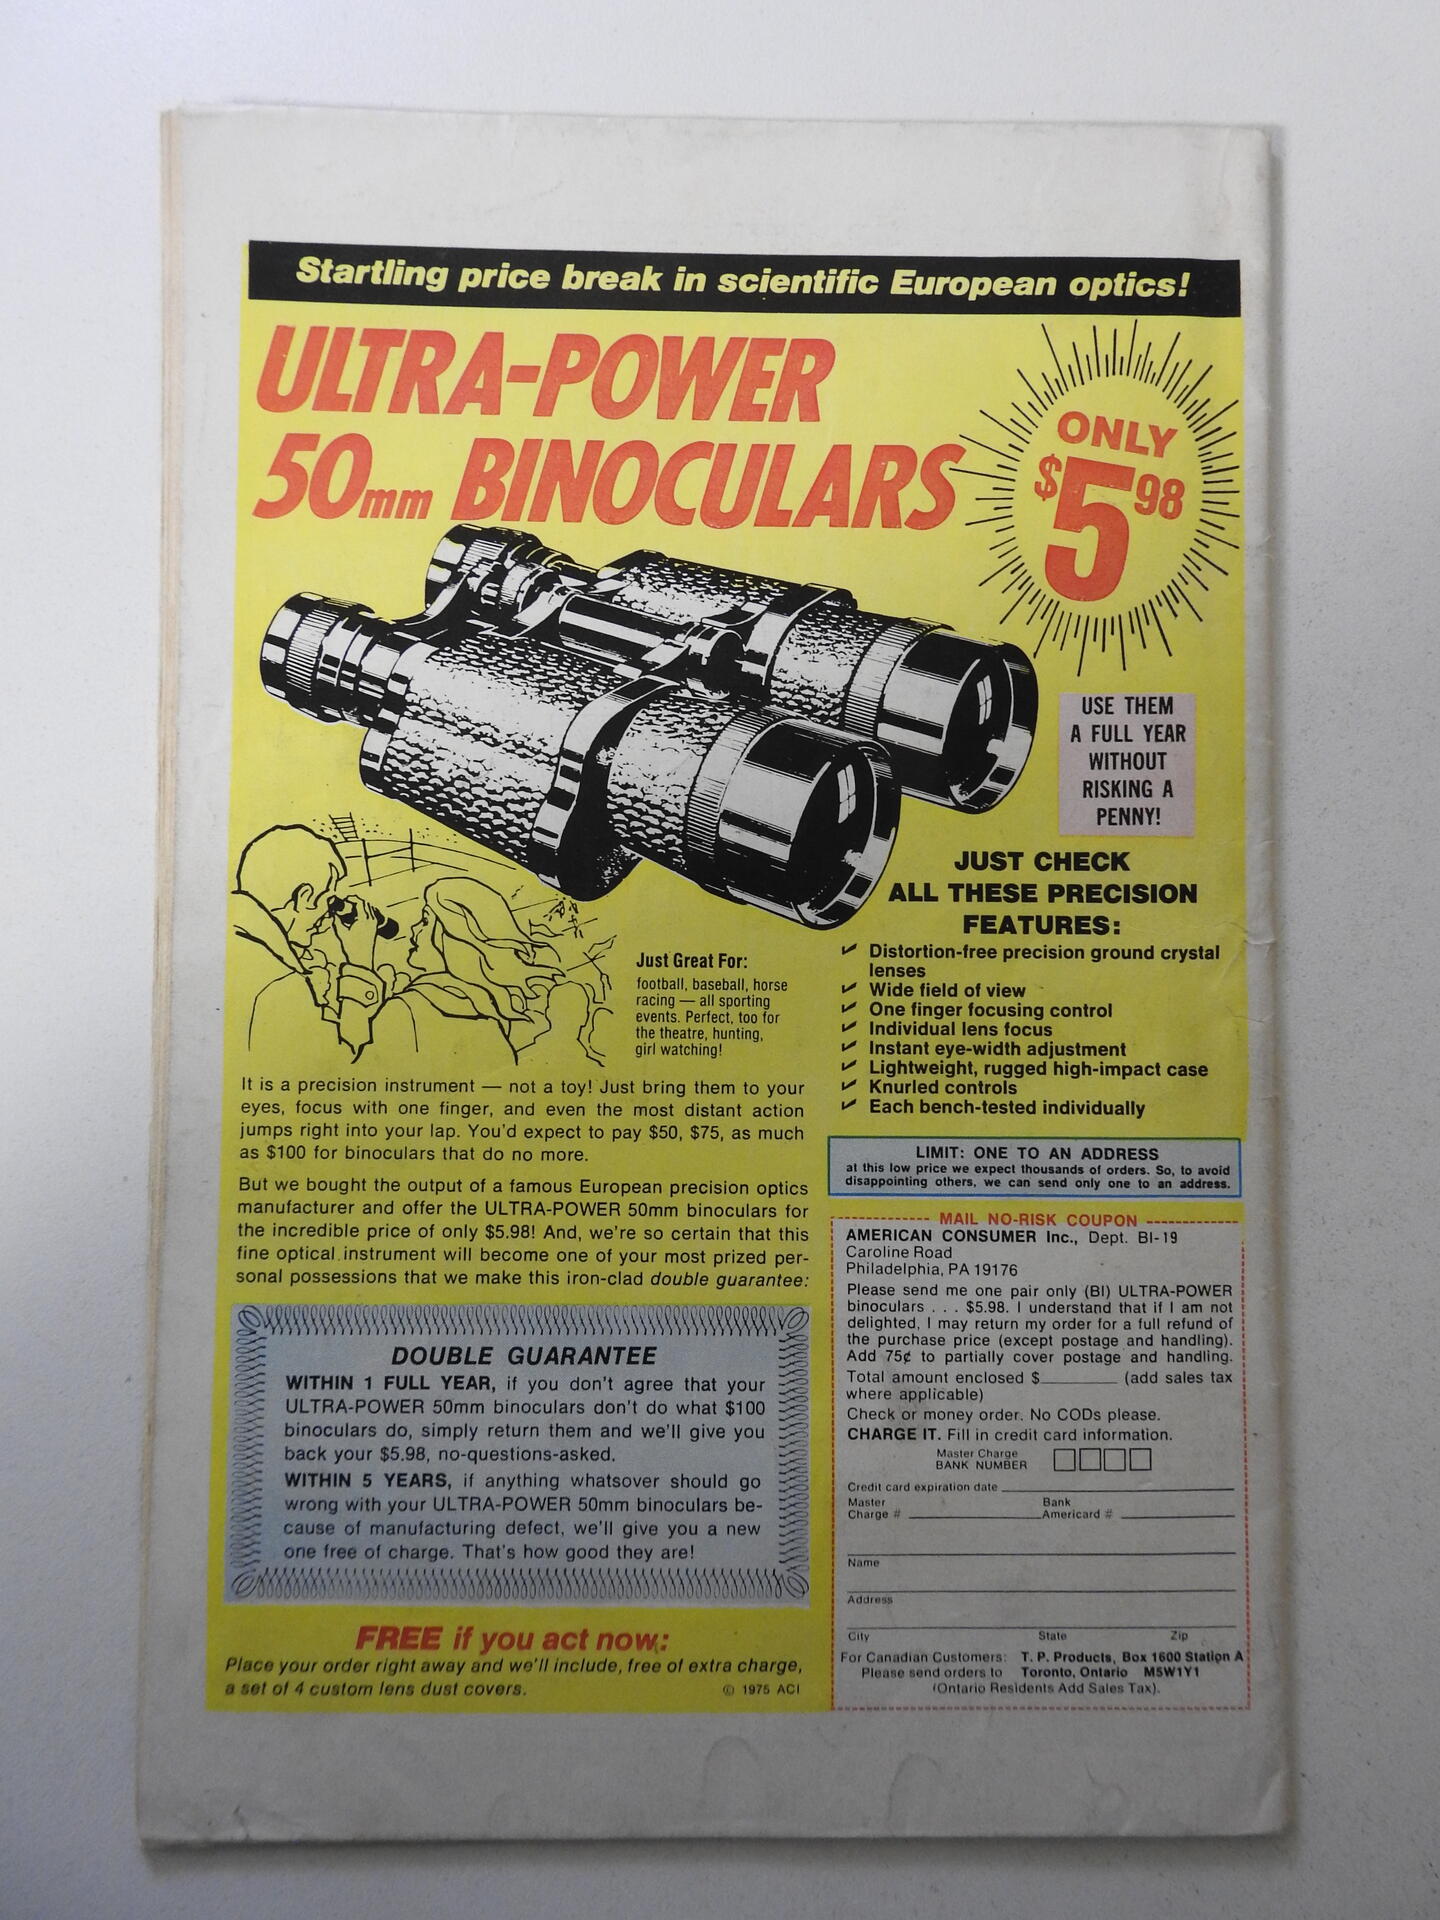 Startling price break in scientific European optics!
ULTRA-POWER
50mm BINOCULARS
ONLY
$5 98
USE THEM
A FULL YEAR
WITHOUT
RISKING A
PENNY!
JUST CHECK
ALL THESE PRECISION
FEATURES:
✓ Distortion-free precision ground crystal
lenses
✓ Wide field of view
✓ One finger focusing control
✓ Individual lens focus
✓ Instant eye-width adjustment
✓ Lightweight, rugged high-impact case
✓ Knurled controls
✓ Each bench-tested individually
Just Great For:
football, baseball, horse
racing — all sporting
events. Perfect, too for
the theatre, hunting,
girl watching!
It is a precision instrument — not a toy! Just bring them to your
eyes, focus with one finger, and even the most distant action
jumps right into your lap. You'd expect to pay $50, $75, as much
as $100 for binoculars that do no more.
But we bought the output of a famous European precision optics
manufacturer and offer the ULTRA-POWER 50mm binoculars for
the incredible price of only $5.98! And, we're so certain that this
fine optical instrument will become one of your most prized per-
sonal possessions that we make this iron-clad double guarantee:
DOUBLE GUARANTEE
WITHIN 1 FULL YEAR, if you don't agree that your
ULTRA-POWER 50mm binoculars don't do what $100
binoculars do, simply return them and we'll give you
back your $5.98, no-questions-asked.
WITHIN 5 YEARS, if anything whatsover should go
wrong with your ULTRA-POWER 50mm binoculars be-
cause of manufacturing defect, we'll give you a new
one free of charge. That's how good they are!
FREE if you act now:
Place your order right away and we'll include, free of extra charge,
a set of 4 custom lens dust covers.
© 1975 ACI
LIMIT: ONE TO AN ADDRESS
at this low price we expect thousands of orders. So, to avoid
disappointing others, we can send only one to an address.
MAIL NO-RISK COUPON
AMERICAN CONSUMER Inc., Dept. BI-19
Caroline Road
Philadelphia, PA 19176
Please send me one pair only (BI) ULTRA-POWER
binoculars . . . $5.98. I understand that if I am not
delighted, I may return my order for a full refund of
the purchase price (except postage and handling).
Add 75¢ to partially cover postage and handling.
Total amount enclosed $________ (add sales tax
where applicable)
Check or money order. No CODs please.
CHARGE IT. Fill in credit card information.
Master Charge
BANK NUMBER
Credit card expiration date
Master Bank
Charge # ________ Americard # ________
Name
Address
City State Zip
For Canadian Customers: T. P. Products, Box 1600 Station A
Please send orders to Toronto, Ontario M5W1Y1
(Ontario Residents Add Sales Tax).